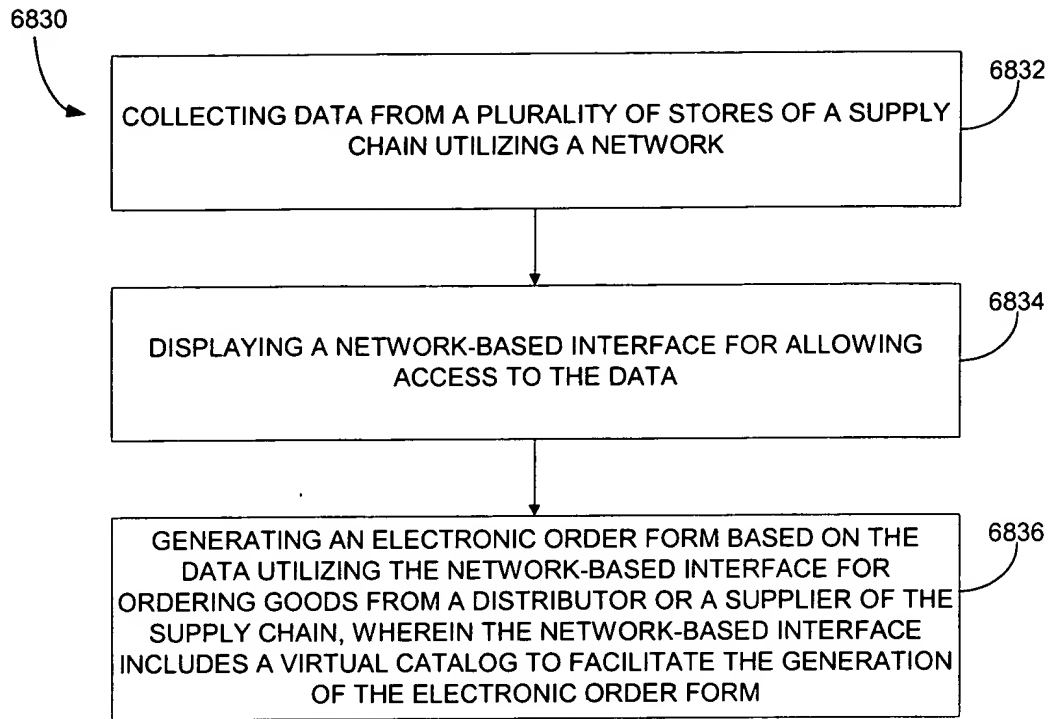 6830
6832
COLLECTING DATA FROM A PLURALITY OF STORES OF A SUPPLY
CHAIN UTILIZING A NETWORK
6834
DISPLAYING A NETWORK-BASED INTERFACE FOR ALLOWING
ACCESS TO THE DATA
6836
GENERATING AN ELECTRONIC ORDER FORM BASED ON THE
DATA UTILIZING THE NETWORK-BASED INTERFACE FOR
ORDERING GOODS FROM A DISTRIBUTOR OR A SUPPLIER OF THE
SUPPLY CHAIN, WHEREIN THE NETWORK-BASED INTERFACE
INCLUDES A VIRTUAL CATALOG TO FACILITATE THE GENERATION
OF THE ELECTRONIC ORDER FORM